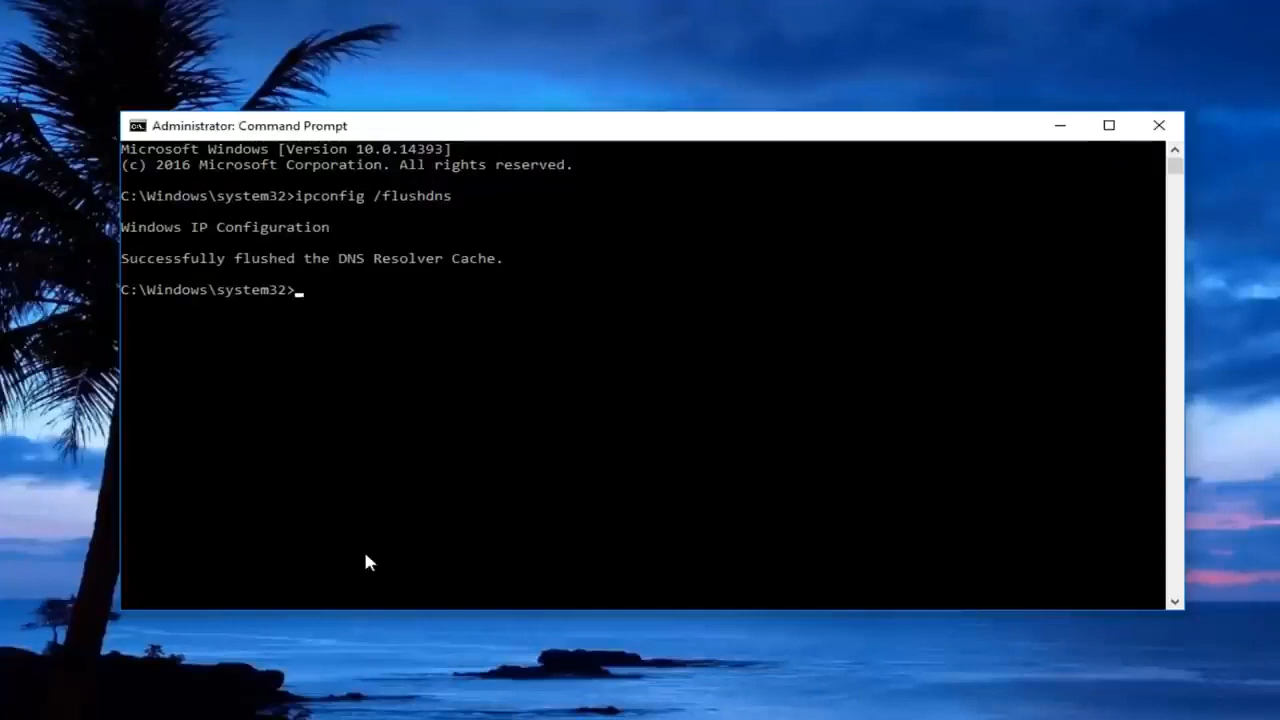 Administrator: Command Prompt
Microsoft Windows [Version 10.0.14393]
(c) 2016 Microsoft Corporation. All rights reserved.
C:\Windows\system32>ipconfig /flushdns
Windows IP Configuration
Successfully flushed the DNS Resolver Cache.
C:\Windows\system32>